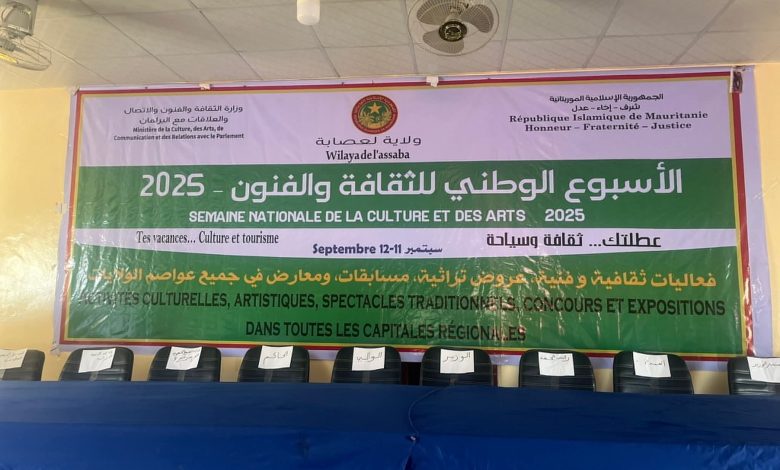 الجمهورية الإسلامية الموريتانية
شرف - إخاء - عدل
République Islamique de Mauritanie
Honneur – Fraternité – Justice
وزارة الثقافة والفنون والاتصال
والعلاقات مع البرلمان
Ministère de la Culture, des Arts, de
Communication et des Relations avec le Parlement
ولاية لعصابة
Wilaya de l'assaba
الأسبوع الوطني للثقافة والفنون - 2025
SEMAINE NATIONALE DE LA CULTURE ET DES ARTS 2025
عطلتك... ثقافة وسياحة
Tes vacances... Culture et tourisme
Septembre 12-11 سبتمبر
فعاليات ثقافية وفنية، عروض تراثية، مسابقات، ومعارض في جميع عواصم الولايات
ACTIVITÉS CULTURELLES, ARTISTIQUES, SPECTACLES TRADITIONNELS, CONCOURS ET EXPOSITIONS
DANS TOUTES LES CAPITALES RÉGIONALES
الوزير
الوالي
الحاكم